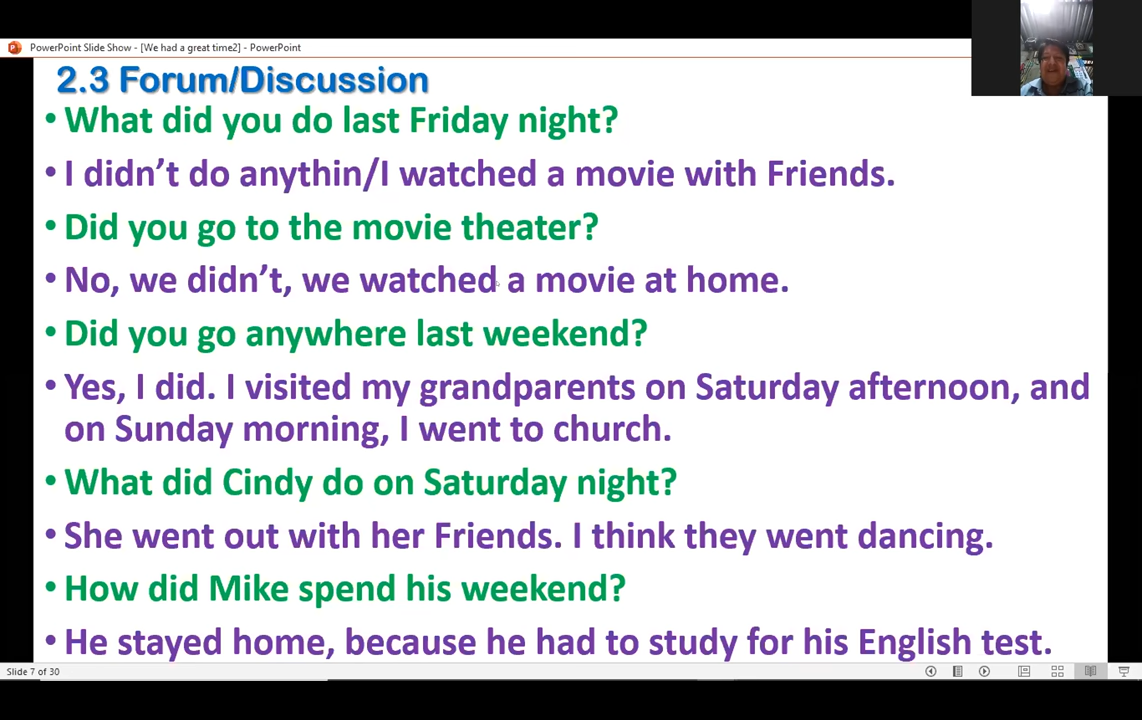 PowerPoint Slide Show - [We had a great time2] - PowerPoint
2.3 Forum/Discussion
• What did you do last Friday night?
• I didn't do anythin/I watched a movie with Friends.
• Did you go to the movie theater?
• No, we didn't, we watched a movie at home.
• Did you go anywhere last weekend?
• Yes, I did. I visited my grandparents on Saturday afternoon, and
on Sunday morning, I went to church.
• What did Cindy do on Saturday night?
• She went out with her Friends. I think they went dancing.
• How did Mike spend his weekend?
• He stayed home, because he had to study for his English test.
Slide 7 of 30